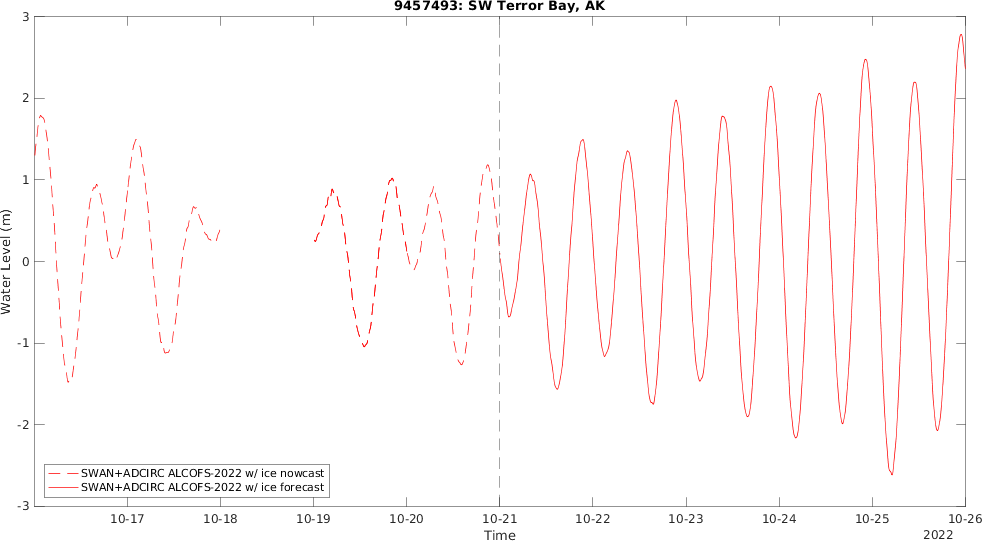 9457493: SW Terror Bay, AK
3
2
1
0
-1
-2
-3
Water Level (m)
SWAN+ADCIRC ALCOFS-2022 w/ ice nowcast
SWAN+ADCIRC ALCOFS-2022 w/ ice forecast
10-17 10-18 10-19 10-20 10-21 10-22 10-23 10-24 10-25 10-26
Time
2022